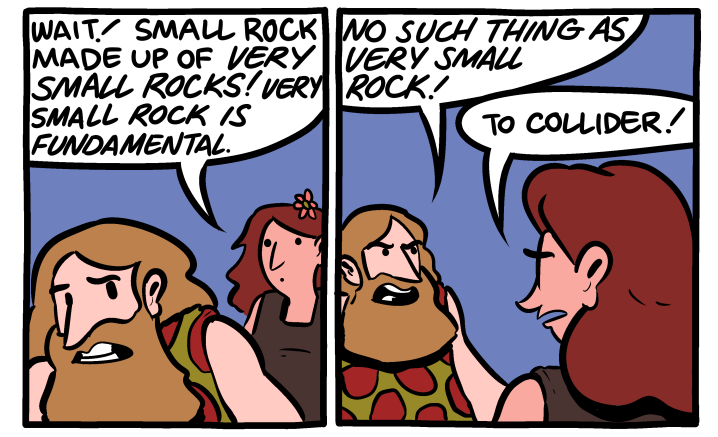 WAIT! SMALL ROCK
MADE UP OF VERY
SMALL ROCKS! VERY
SMALL ROCK IS
FUNDAMENTAL.
NO SUCH THING AS
VERY SMALL
ROCK!
TO COLLIDER!